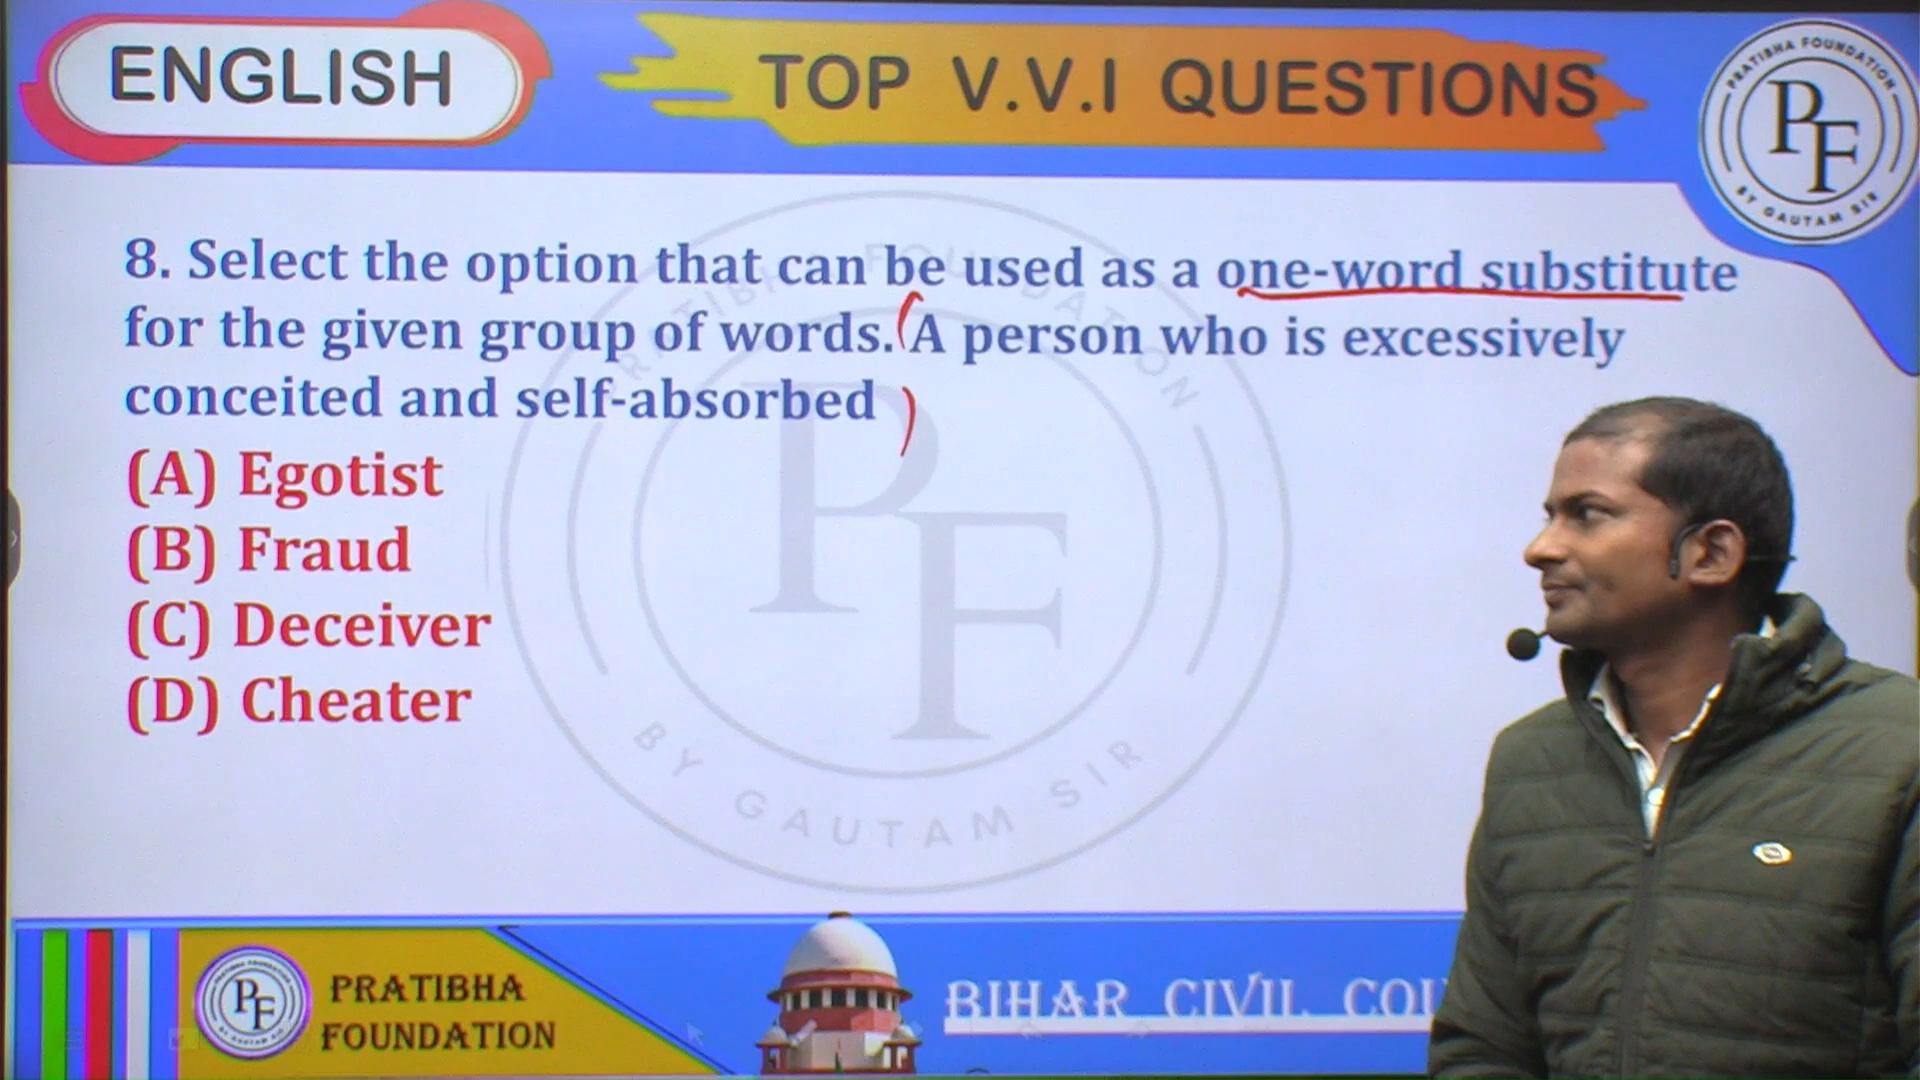 ENGLISH
TOP V.V.I QUESTIONS
PRATIBHA FOUNDATION
PF
BY GAUTAM SIR
8. Select the option that can be used as a one-word substitute
for the given group of words. (A person who is excessively
conceited and self-absorbed )
(A) Egotist
(B) Fraud
(C) Deceiver
(D) Cheater
PRATIBHA FOUNDATION
PF
BY GAUTAM SIR
PF
PRATIBHA
FOUNDATION
BIHAR CIVIL